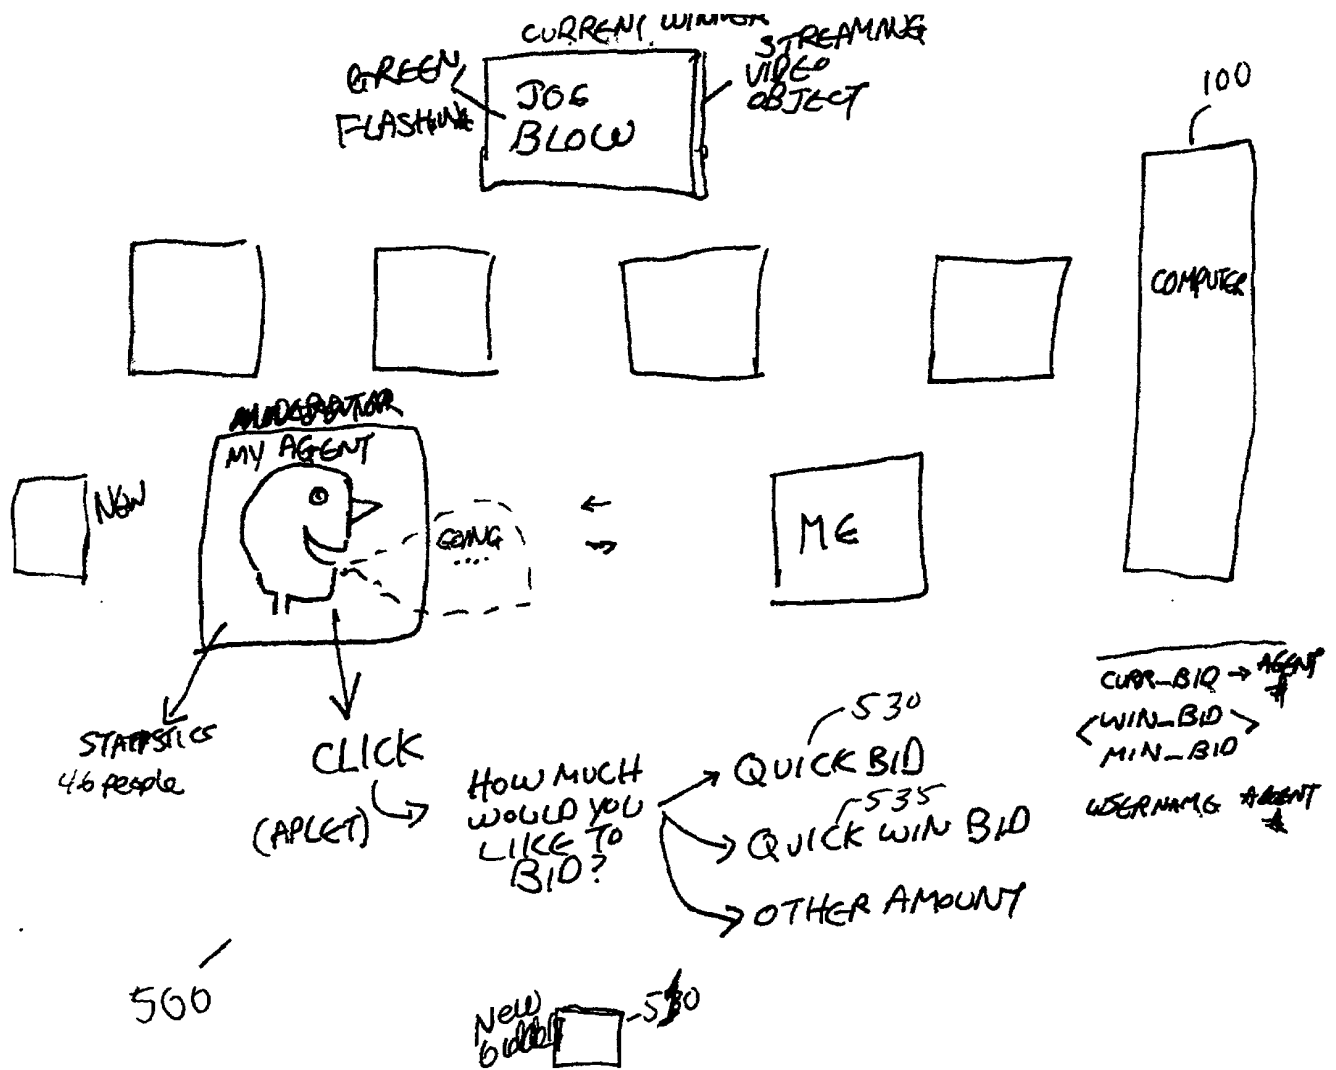 CURRENT WINNER
GREEN
FLASHING
JOE
BLOW
STREAMING
VIDEO
OBJECT
100
COMPUTER
MODERATOR
MY AGENT
NEW
GOING
....
ME
STATISTICS
46 people
CLICK
(APLET)
HOW MUCH
WOULD YOU
LIKE TO
BID?
530
QUICK BID
535
QUICK WIN BID
OTHER AMOUNT
CURR_BID → AGENT
WIN_BID
MIN_BID
USERNAME AGENT
500
New
bidder